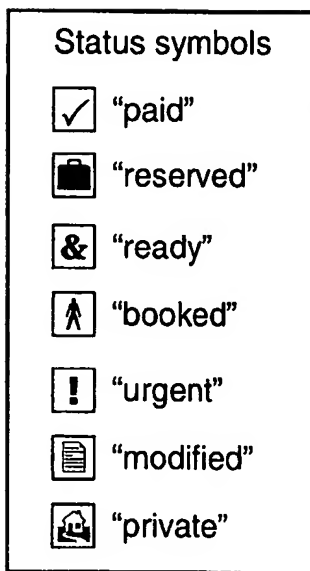 Status symbols
✓ “paid”
“reserved”
& “ready”
“booked”
! “urgent”
“modified”
“private”